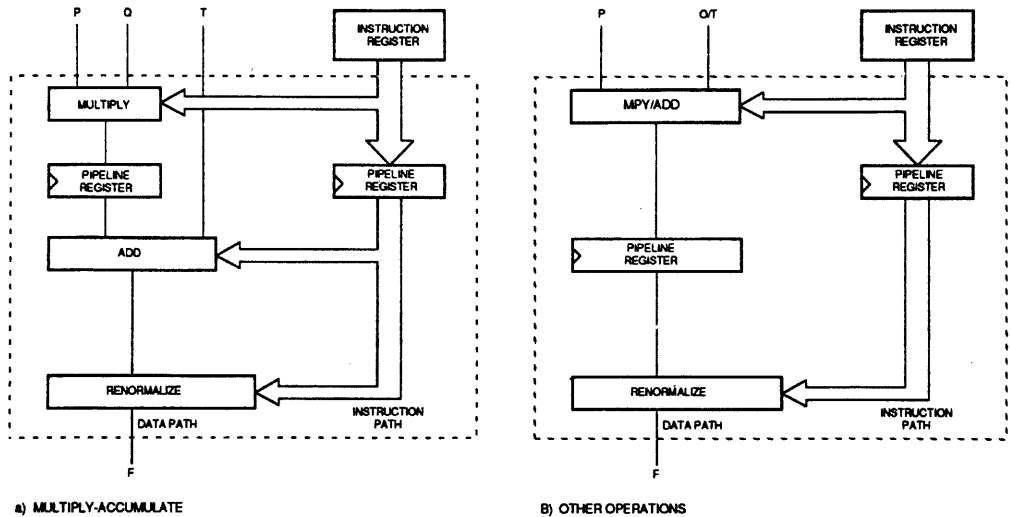 P Q T
INSTRUCTION
REGISTER
MULTIPLY
PIPELINE
REGISTER
PIPELINE
REGISTER
ADD
RENORMALIZE
DATA PATH
INSTRUCTION
PATH
F
a) MULTIPLY-ACCUMULATE
P O/T
INSTRUCTION
REGISTER
MPY/ADD
PIPELINE
REGISTER
PIPELINE
REGISTER
RENORMALIZE
DATA PATH
INSTRUCTION
PATH
F
B) OTHER OPERATIONS